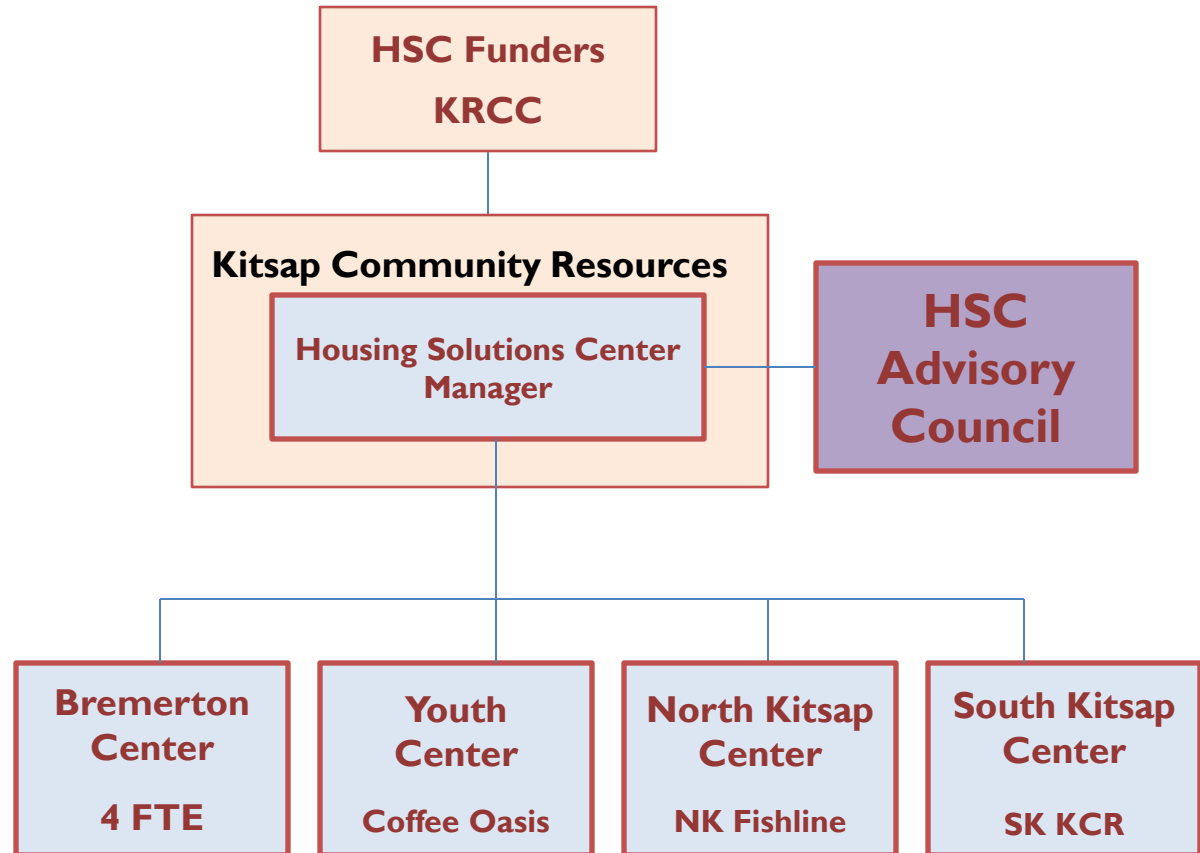 HSC Funders
KRCC
Kitsap Community Resources
Housing Solutions Center
Manager
HSC
Advisory
Council
Bremerton
Center
4 FTE
Youth
Center
Coffee Oasis
North Kitsap
Center
NK Fishline
South Kitsap
Center
SK KCR